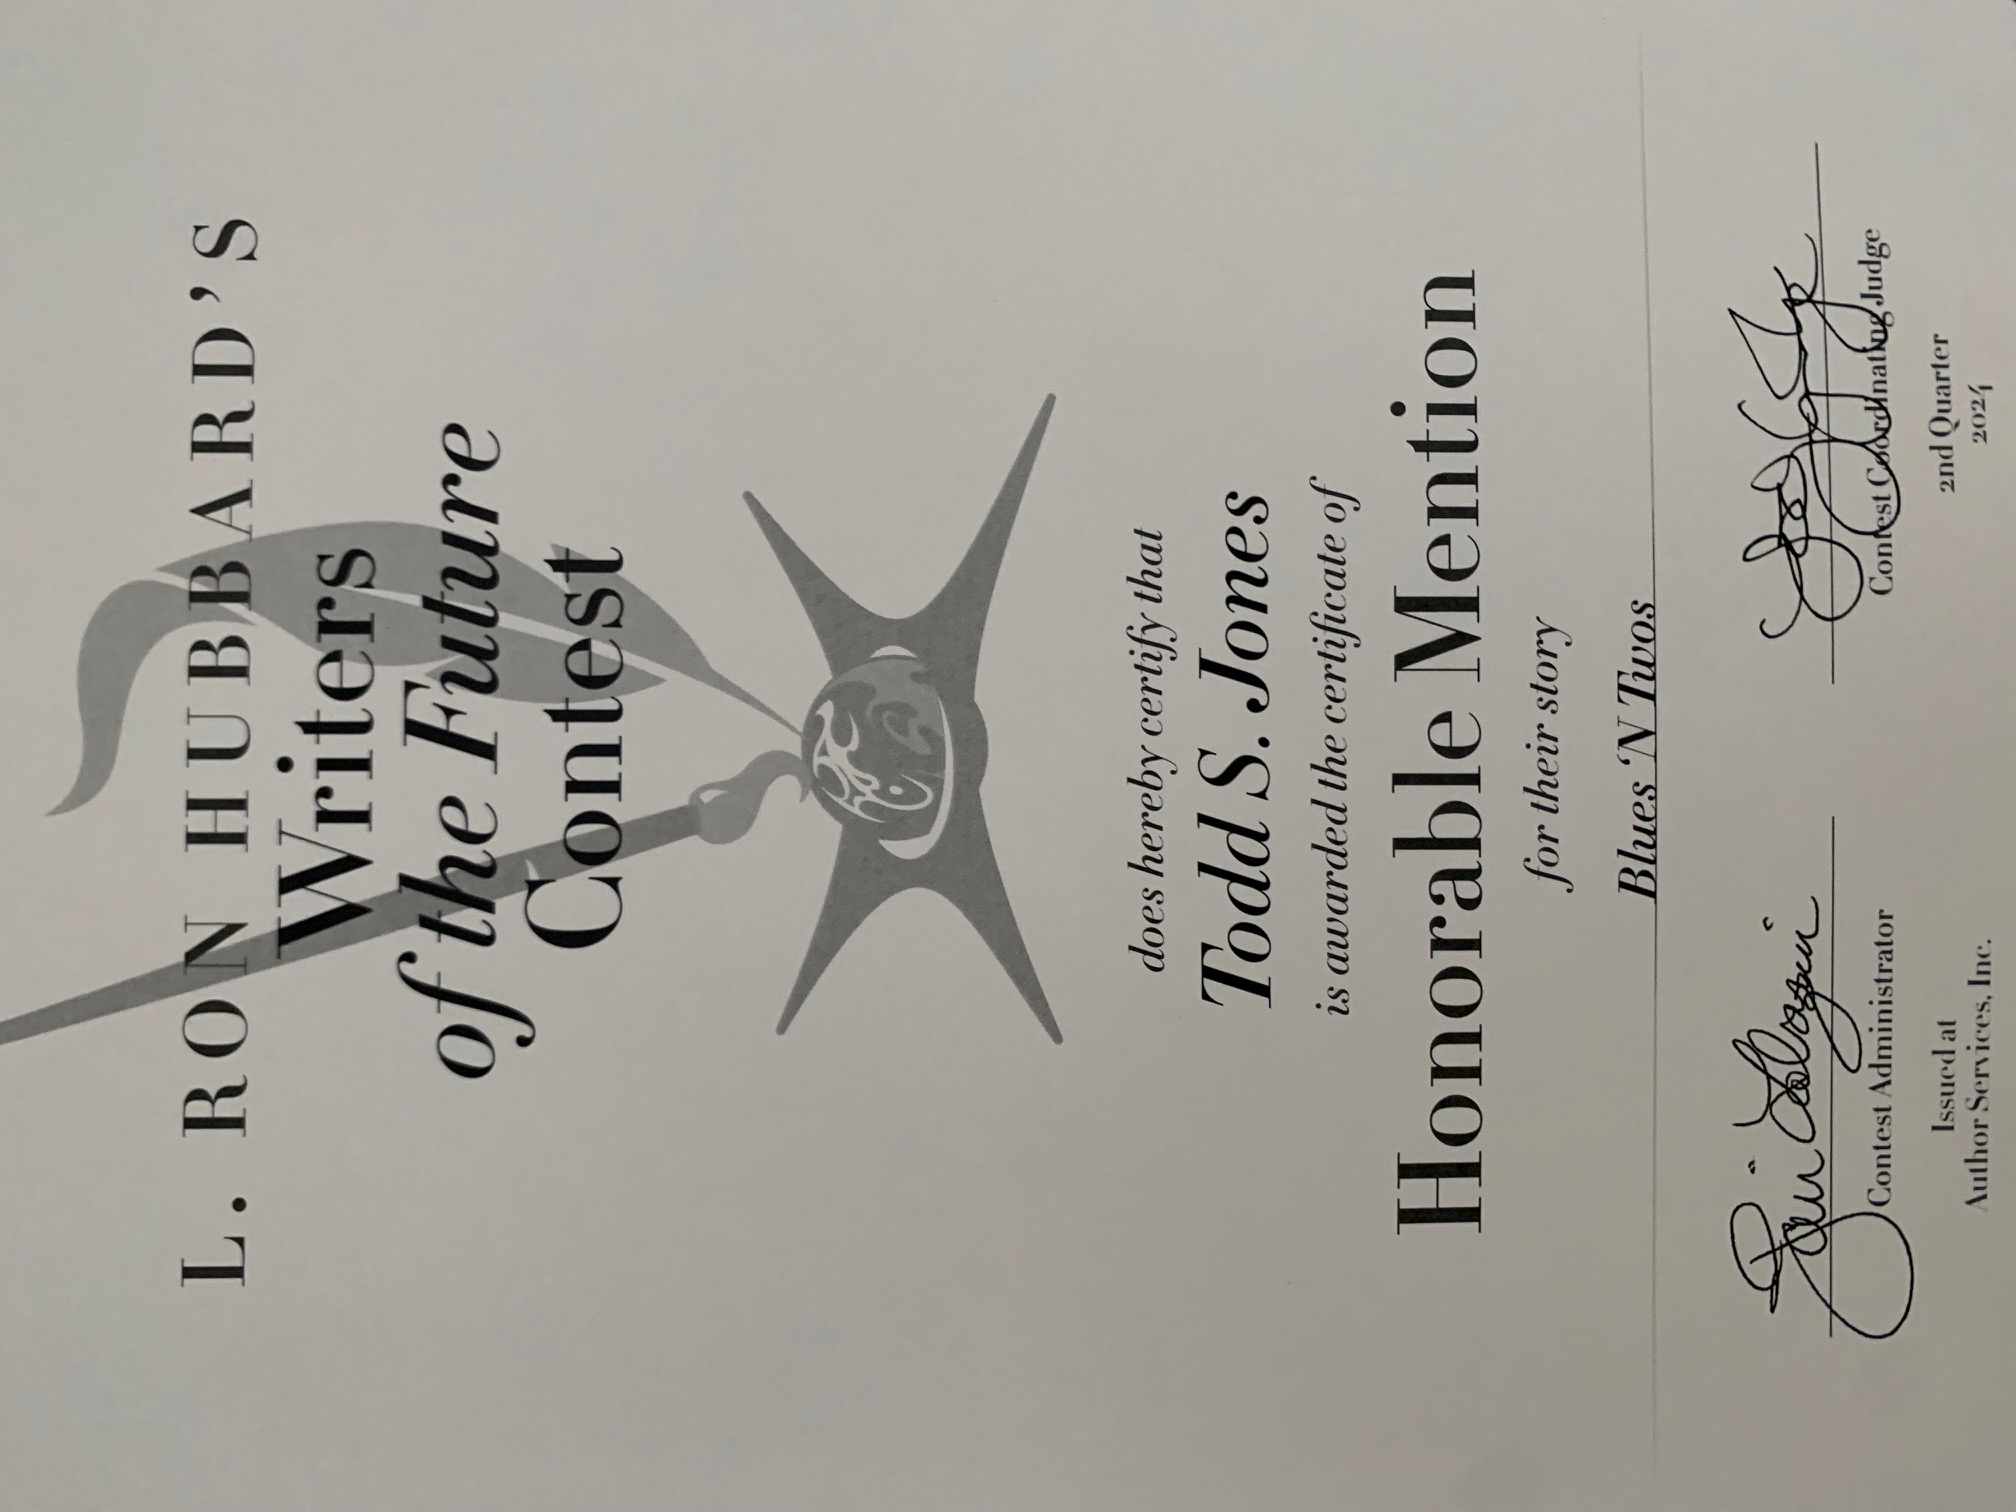 L. RON HUBBARD'S
Writers
of the Future
Contest
does hereby certify that
Todd S. Jones
is awarded the certificate of
Honorable Mention
for their story
Blues 'N Twos
Contest Administrator
Contest Coordinating Judge
Issued at
Author Services, Inc.
2nd Quarter
2024